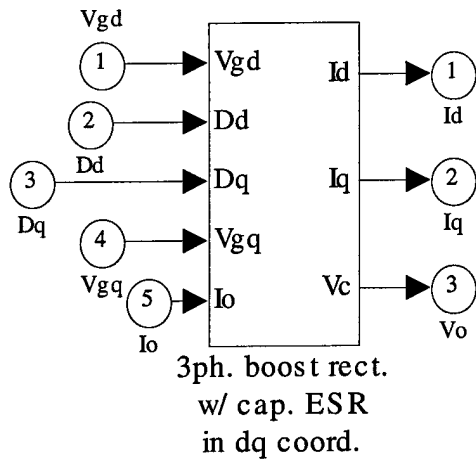 Vgd
1
Vgd
Id
1
Id
2
Dd
Dd
3
Dq
Dq
Iq
2
Iq
4
Vgq
Vgq
5
Io
Io
Vc
3
Vo
3ph. boost rect.
w/ cap. ESR
in dq coord.